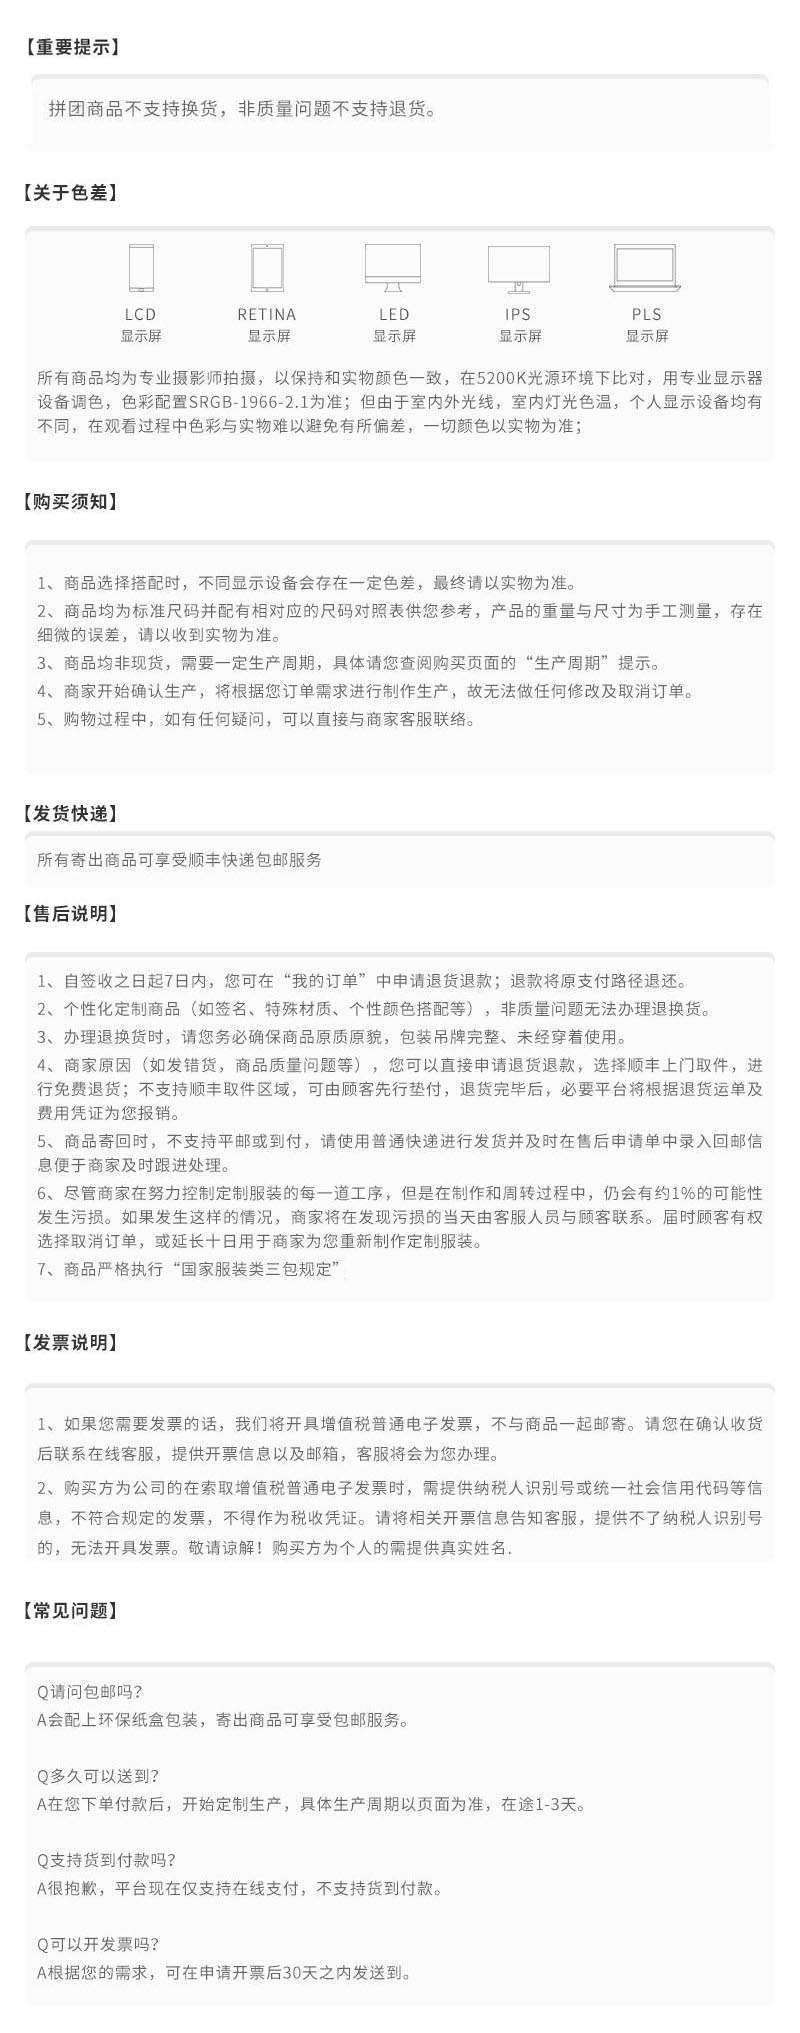 【重要提示】
拼团商品不支持换货，非质量问题不支持退货。
【关于色差】
LCD RETINA LED IPS PLS
显示屏 显示屏 显示屏 显示屏 显示屏
所有商品均为专业摄影师拍摄，以保持和实物颜色一致，在5200K光源环境下比对，用专业显示器
设备调色，色彩配置SRGB-1966-2.1为准；但由于室内外光线，室内灯光色温，个人显示设备均有
不同，在观看过程中色彩与实物难以避免有所偏差，一切颜色以实物为准；
【购买须知】
1、商品选择搭配时，不同显示设备会存在一定色差，最终请以实物为准。
2、商品均为标准尺码并配有相对应的尺码对照表供您参考，产品的重量与尺寸为手工测量，存在
细微的误差，请以收到实物为准。
3、商品均非现货，需要一定生产周期，具体请您查阅购买页面的“生产周期”提示。
4、商家开始确认生产，将根据您订单需求进行制作生产，故无法做任何修改及取消订单。
5、购物过程中，如有任何疑问，可以直接与商家客服联络。
【发货快递】
所有寄出商品可享受顺丰快递包邮服务
【售后说明】
1、自签收之日起7日内，您可在“我的订单”中申请退货退款；退款将原支付路径退还。
2、个性化定制商品（如签名、特殊材质、个性颜色搭配等），非质量问题无法办理退换货。
3、办理退换货时，请您务必确保商品原质原貌，包装吊牌完整、未经穿着使用。
4、商家原因（如发错货，商品质量问题等），您可以直接申请退货退款，选择顺丰上门取件，进
行免费退货；不支持顺丰取件区域，可由顾客先行垫付，退货完毕后，必要平台将根据退货运单及
费用凭证为您报销。
5、商品寄回时，不支持平邮或到付，请使用普通快递进行发货并及时在售后申请单中录入回邮信
息便于商家及时跟进处理。
6、尽管商家在努力控制定制服装的每一道工序，但是在制作和周转过程中，仍会有约1%的可能性
发生污损。如果发生这样的情况，商家将在发现污损的当天由客服人员与顾客联系。届时顾客有权
选择取消订单，或延长十日用于商家为您重新制作定制服装。
7、商品严格执行“国家服装类三包规定”
【发票说明】
1、如果您需要发票的话，我们将开具增值税普通电子发票，不与商品一起邮寄。请您在确认收货
后联系在线客服，提供开票信息以及邮箱，客服将会为您办理。
2、购买方为公司的在索取增值税普通电子发票时，需提供纳税人识别号或统一社会信用代码等信
息，不符合规定的发票，不得作为税收凭证。请将相关开票信息告知客服，提供不了纳税人识别号
的，无法开具发票。敬请谅解！购买方为个人的需提供真实姓名.
【常见问题】
Q请问包邮吗？
A会配上环保纸盒包装，寄出商品可享受包邮服务。
Q多久可以送到？
A在您下单付款后，开始定制生产，具体生产周期以页面为准，在途1-3天。
Q支持货到付款吗？
A很抱歉，平台现在仅支持在线支付，不支持货到付款。
Q可以开发票吗？
A根据您的需求，可在申请开票后30天之内发送到。